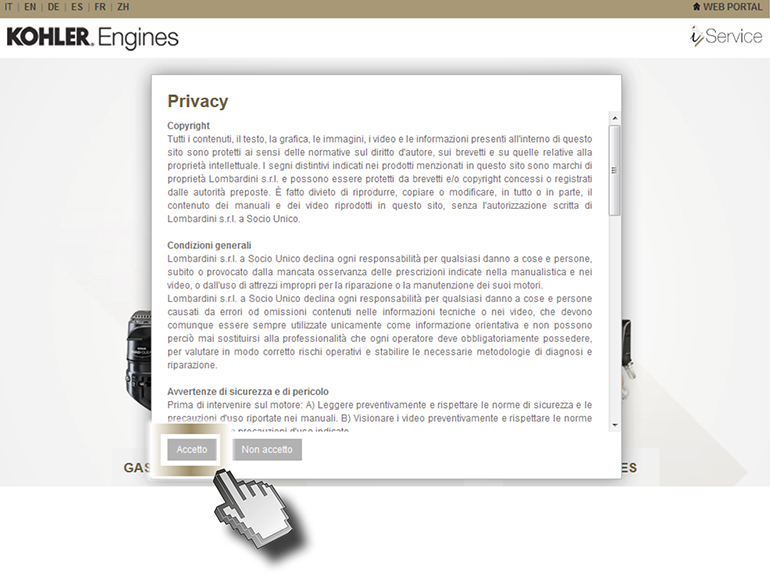 IT | EN | DE | ES | FR | ZH
WEB PORTAL
KOHLER. Engines
iService
Privacy
Copyright
Tutti i contenuti, il testo, la grafica, le immagini, i video e le informazioni presenti all'interno di questo
sito sono protetti ai sensi delle normative sul diritto d'autore, sui brevetti e su quelle relative alla
proprietà intellettuale. I segni distintivi indicati nei prodotti menzionati in questo sito sono marchi di
proprietà Lombardini s.r.l. e possono essere protetti da brevetti e/o copyright concessi o registrati
dalle autorità preposte. È fatto divieto di riprodurre, copiare o modificare, in tutto o in parte, il
contenuto dei manuali e dei video riprodotti in questo sito, senza l'autorizzazione scritta di
Lombardini s.r.l. a Socio Unico.
Condizioni generali
Lombardini s.r.l. a Socio Unico declina ogni responsabilità per qualsiasi danno a cose e persone,
subito o provocato dalla mancata osservanza delle prescrizioni indicate nella manualistica e nei
video, o dall'uso di attrezzi impropri per la riparazione o la manutenzione dei suoi motori.
Lombardini s.r.l. a Socio Unico declina ogni responsabilità per qualsiasi danno a cose e persone
causati da errori od omissioni contenuti nelle informazioni tecniche o nei video, che devono
comunque essere sempre utilizzate unicamente come informazione orientativa e non possono
perciò mai sostituirsi alla professionalità che ogni operatore deve obbligatoriamente possedere,
per valutare in modo corretto rischi operativi e stabilire le necessarie metodologie di diagnosi e
riparazione.
Avvertenze di sicurezza e di pericolo
Prima di intervenire sul motore: A) Leggere preventivamente e rispettare le norme di sicurezza e le
precauzioni d'uso riportate nei manuali. B) Visionare i video preventivamente e rispettare le norme
e precauzioni d'uso indicate.
Accetto
Non accetto
GAS
ES